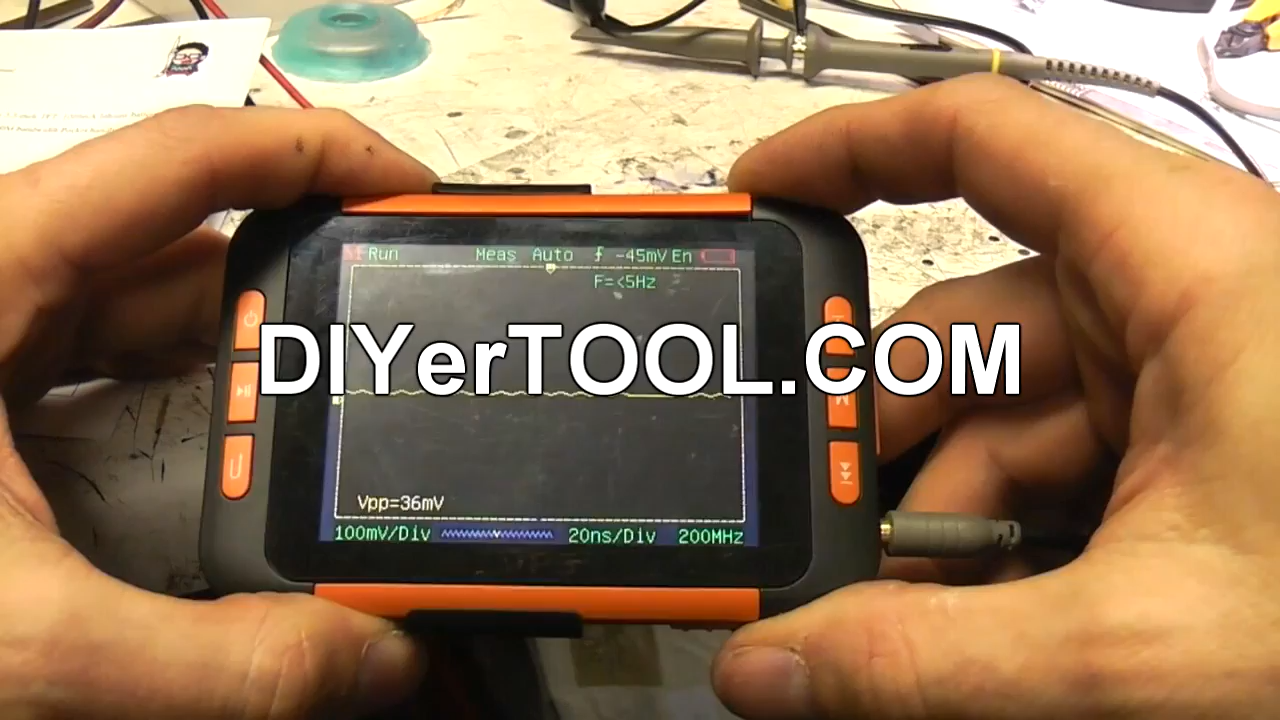 Run Meas Auto -45mV En
F=<5Hz
DIYerTOOL.COM
M
Vpp=36mV
100mV/Div 20ns/Div 200MHz